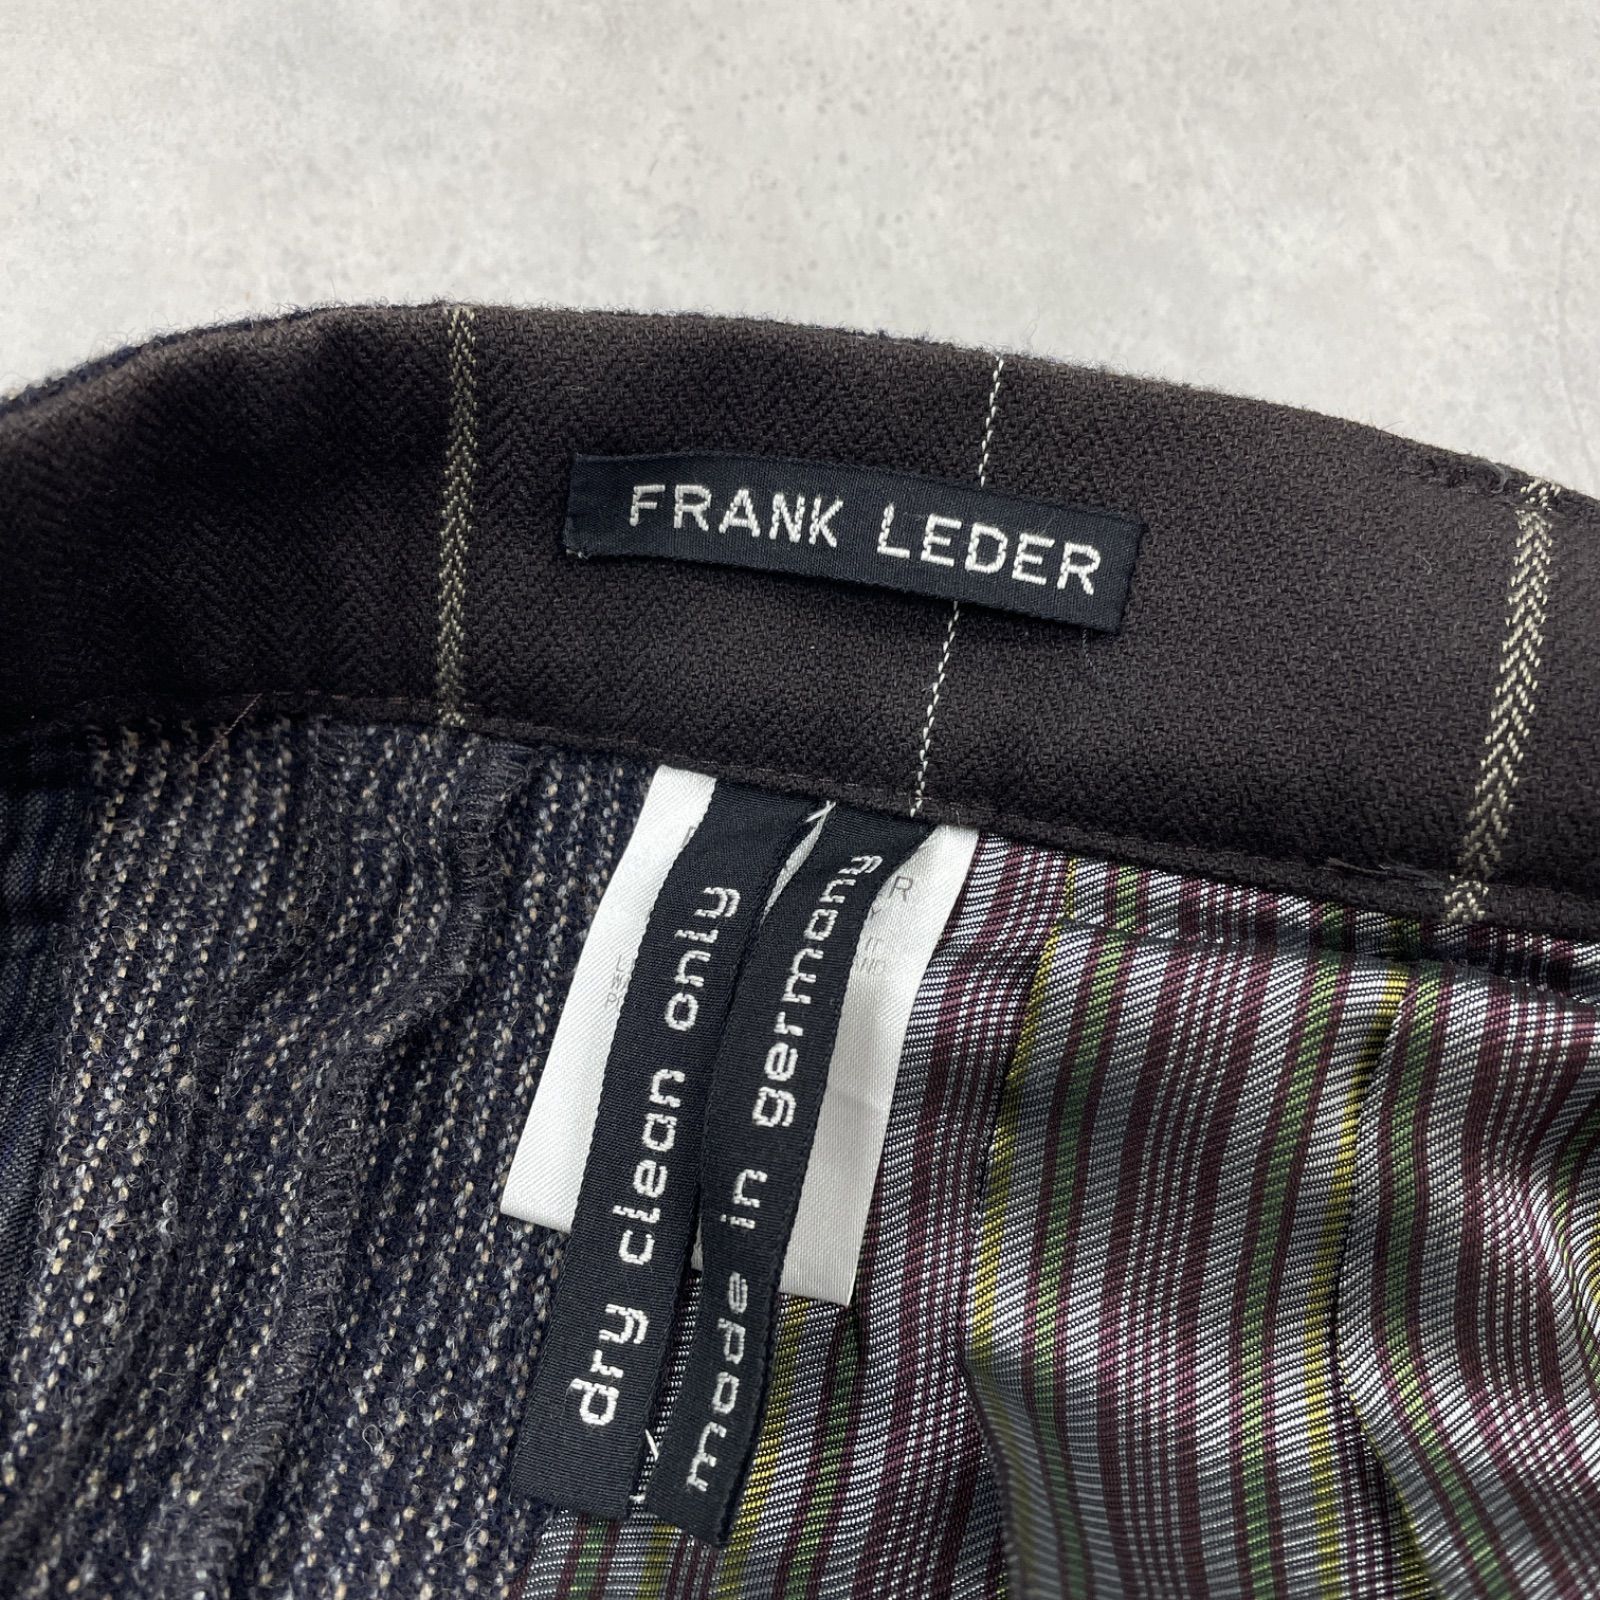 FRANK LEDER
dry clean only
made in germany